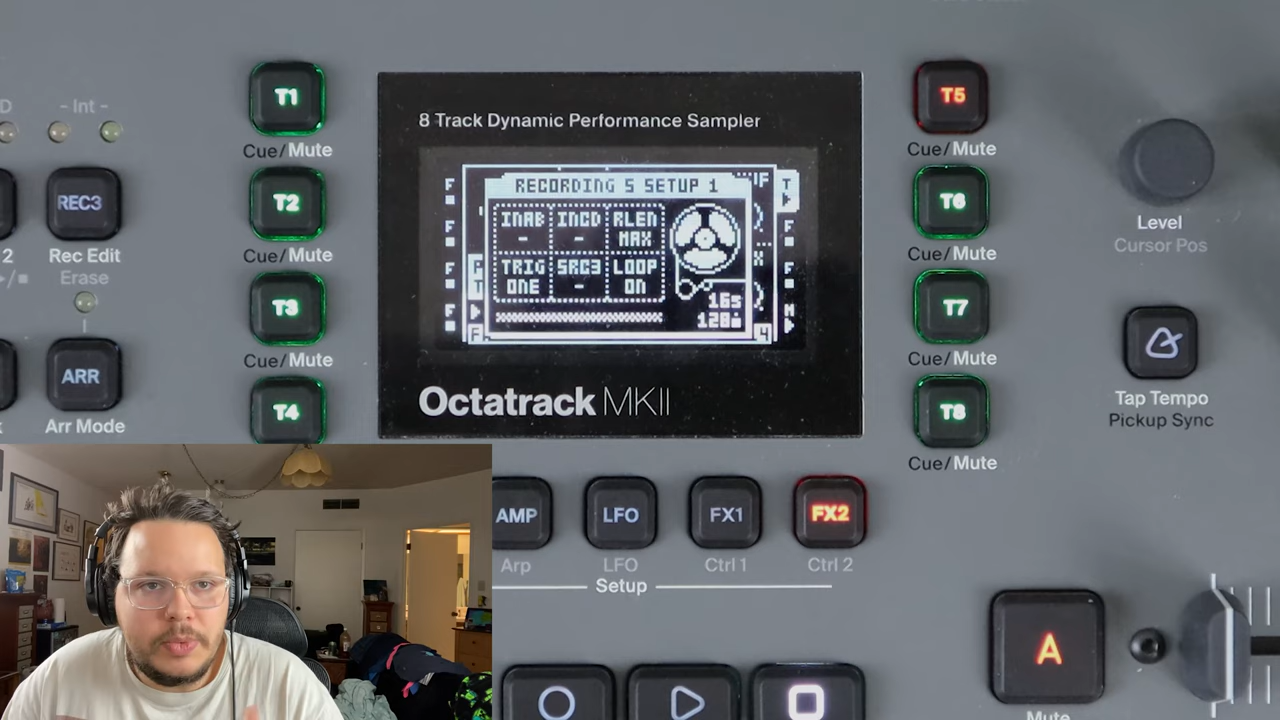 - Int -
REC3
2
Rec Edit
Erase
ARR
Arr Mode
T1
Cue/Mute
T2
Cue/Mute
T3
Cue/Mute
T4
8 Track Dynamic Performance Sampler
RECORDING 5 SETUP 1
INAB INCD RLEN
- - MAX
TRIG SRC3 LOOP
ONE - ON
16s
128
Octatrack MKII
T5
Cue/Mute
T6
Cue/Mute
T7
Cue/Mute
T8
Cue/Mute
Level
Cursor Pos
Tap Tempo
Pickup Sync
AMP
LFO
FX1
FX2
Arp
LFO
Ctrl 1
Ctrl 2
Setup
A
Mute